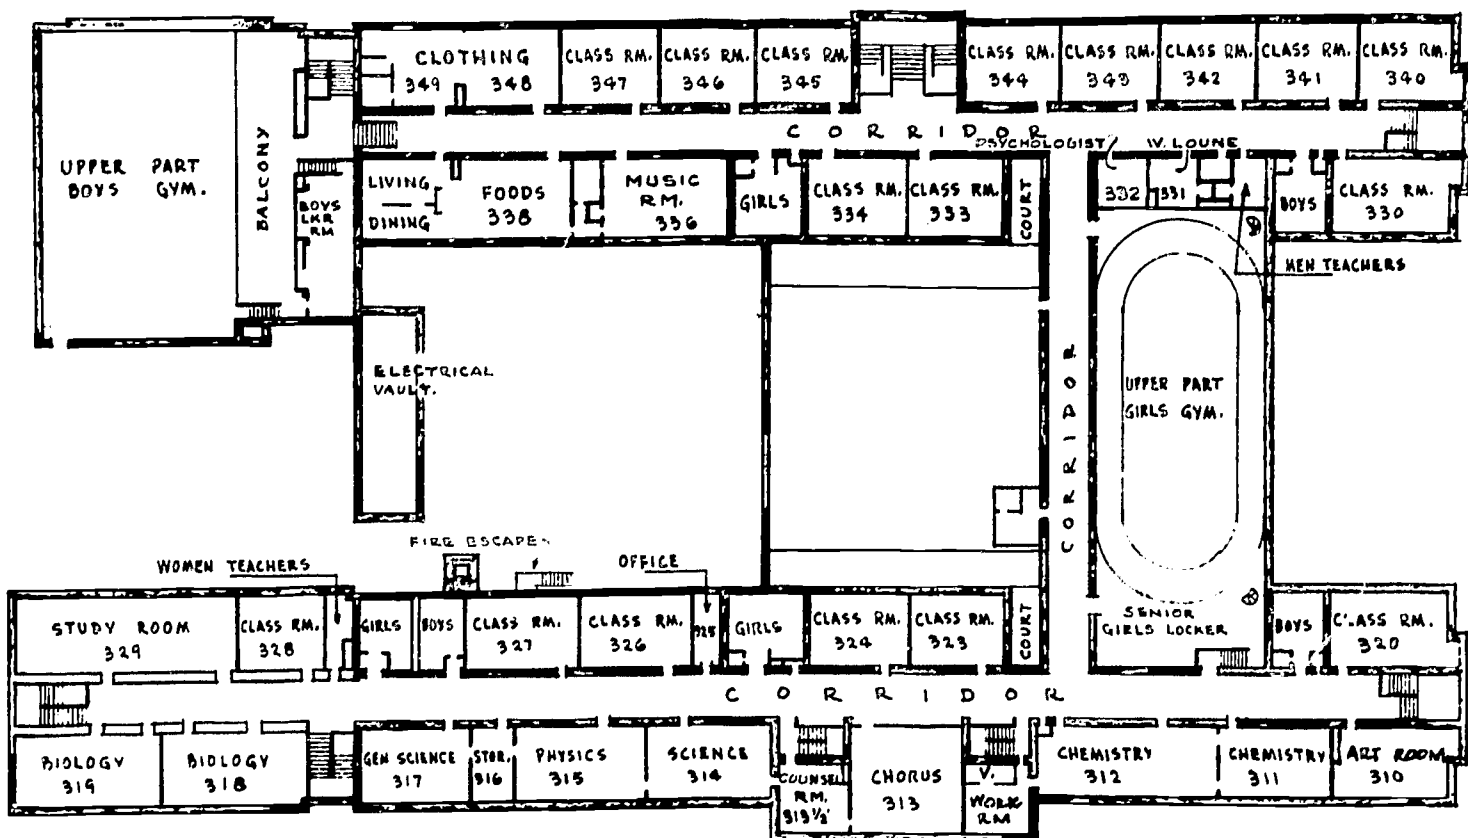 CLOTHING
349 348
CLASS RM.
347
CLASS RM.
346
CLASS RM.
345
CLASS RM.
344
CLASS RM.
343
CLASS RM.
342
CLASS RM.
341
CLASS RM.
340
CORRIDOR
PSYCHOLOGIST
W. LOUNE
UPPER PART
BOYS GYM.
BALCONY
BOYS
LKR
RM
LIVING
DINING
FOODS
338
MUSIC
RM.
336
GIRLS
CLASS RM.
334
CLASS RM.
333
COURT
332
331
BOYS
CLASS RM.
330
MEN TEACHERS
ELECTRICAL
VAULT.
CORRIDOR
UPPER PART
GIRLS GYM.
FIRE ESCAPES
WOMEN TEACHERS
OFFICE
STUDY ROOM
329
CLASS RM.
328
GIRLS
BOYS
CLASS RM.
327
CLASS RM.
326
325
GIRLS
CLASS RM.
324
CLASS RM.
323
COURT
SENIOR
GIRLS LOCKER
BOYS
CLASS RM.
320
CORRIDOR
BIOLOGY
319
BIOLOGY
318
GEN SCIENCE
317
STOR.
316
PHYSICS
315
SCIENCE
314
COUNSEL
RM.
313 1/2
CHORUS
313
V.
WORK
RM
CHEMISTRY
312
CHEMISTRY
311
ART ROOM
310